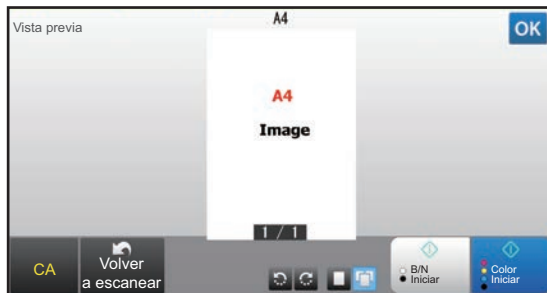 Vista previa
A4
OK
A4
Image
1 / 1
CA
Volver
a escanear
B/N
Iniciar
Color
Iniciar